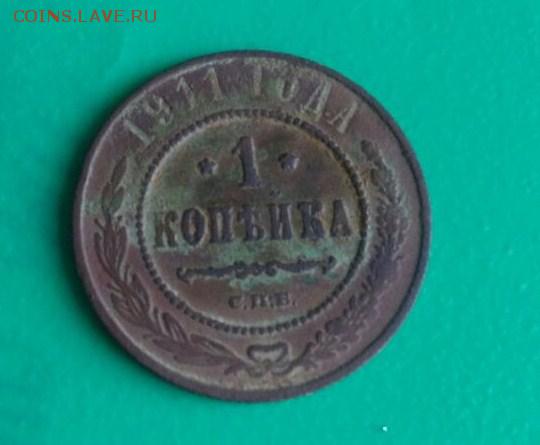 COINS.LAVE.RU
1911 ГОДА
* 1 *
КОПѢЙКА
С.П.Б.